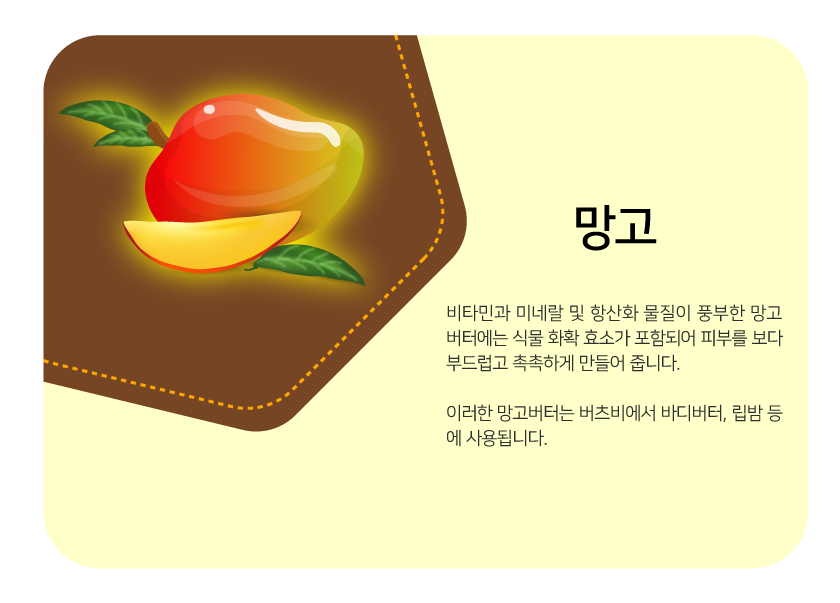 망고
비타민과 미네랄 및 항산화 물질이 풍부한 망고
버터에는 식물 화확 효소가 포함되어 피부를 보다
부드럽고 촉촉하게 만들어 줍니다.
이러한 망고버터는 버츠비에서 바디버터, 립밤 등
에 사용됩니다.